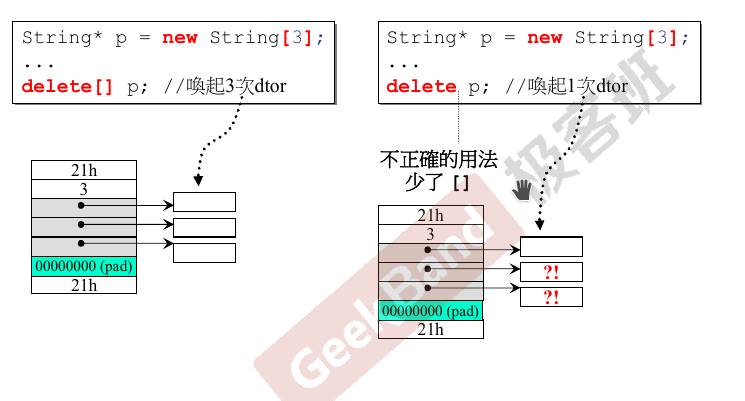 String* p = new String[3];
...
delete[] p; //喚起3次dtor
21h
3
00000000 (pad)
21h
String* p = new String[3];
...
delete p; //喚起1次dtor
不正確的用法
少了 []
21h
3
?!
?!
00000000 (pad)
21h
GeekBand 极客班